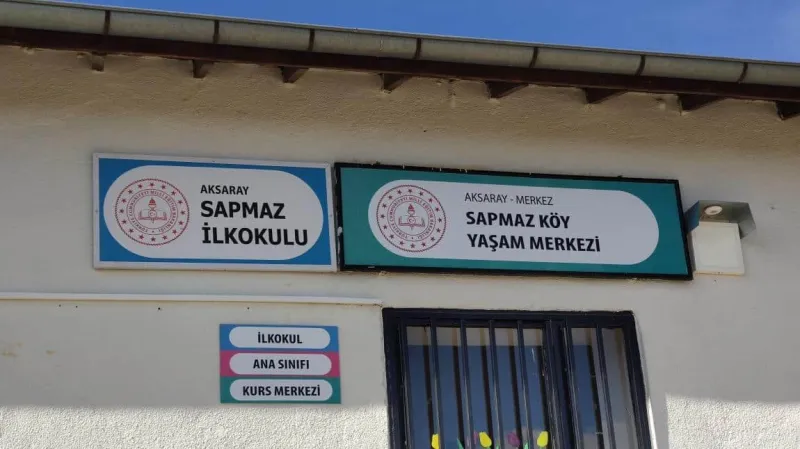 AKSARAY
SAPMAZ
İLKOKULU
AKSARAY - MERKEZ
SAPMAZ KÖY
YAŞAM MERKEZİ
İLKOKUL
ANA SINIFI
KURS MERKEZİ